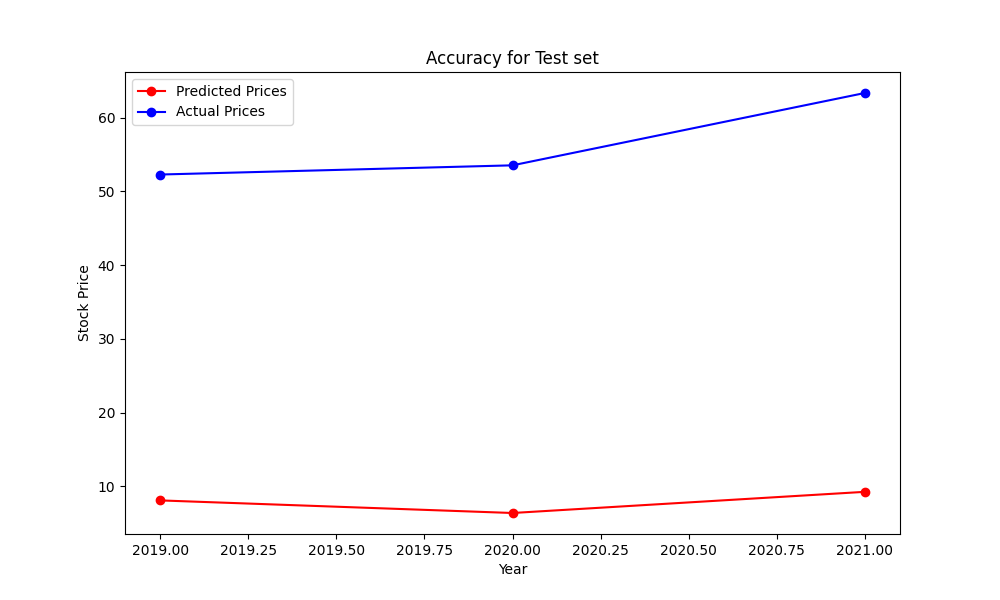 Accuracy for Test set
Predicted Prices
Actual Prices
60
50
40
30
20
10
Stock Price
2019.00 2019.25 2019.50 2019.75 2020.00 2020.25 2020.50 2020.75 2021.00
Year